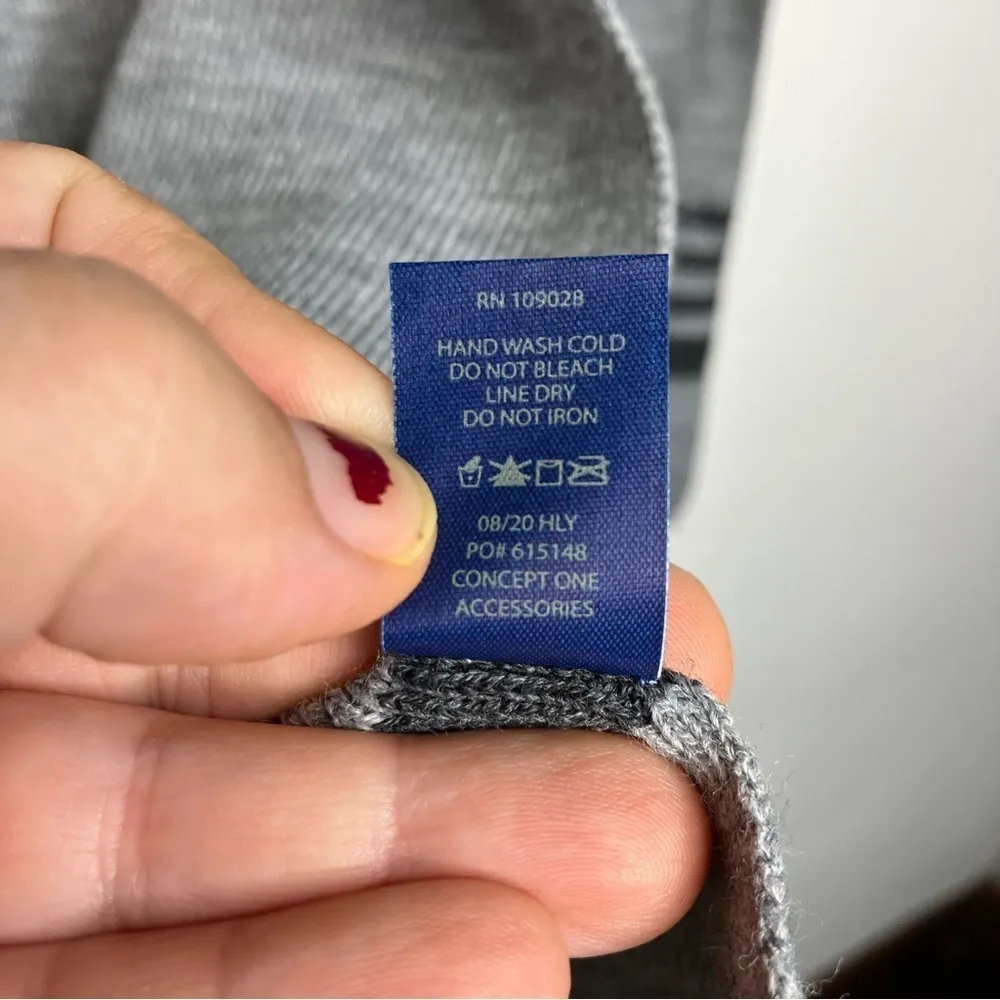 RN 109028
HAND WASH COLD
DO NOT BLEACH
LINE DRY
DO NOT IRON
08/20 HLY
PO# 615148
CONCEPT ONE
ACCESSORIES